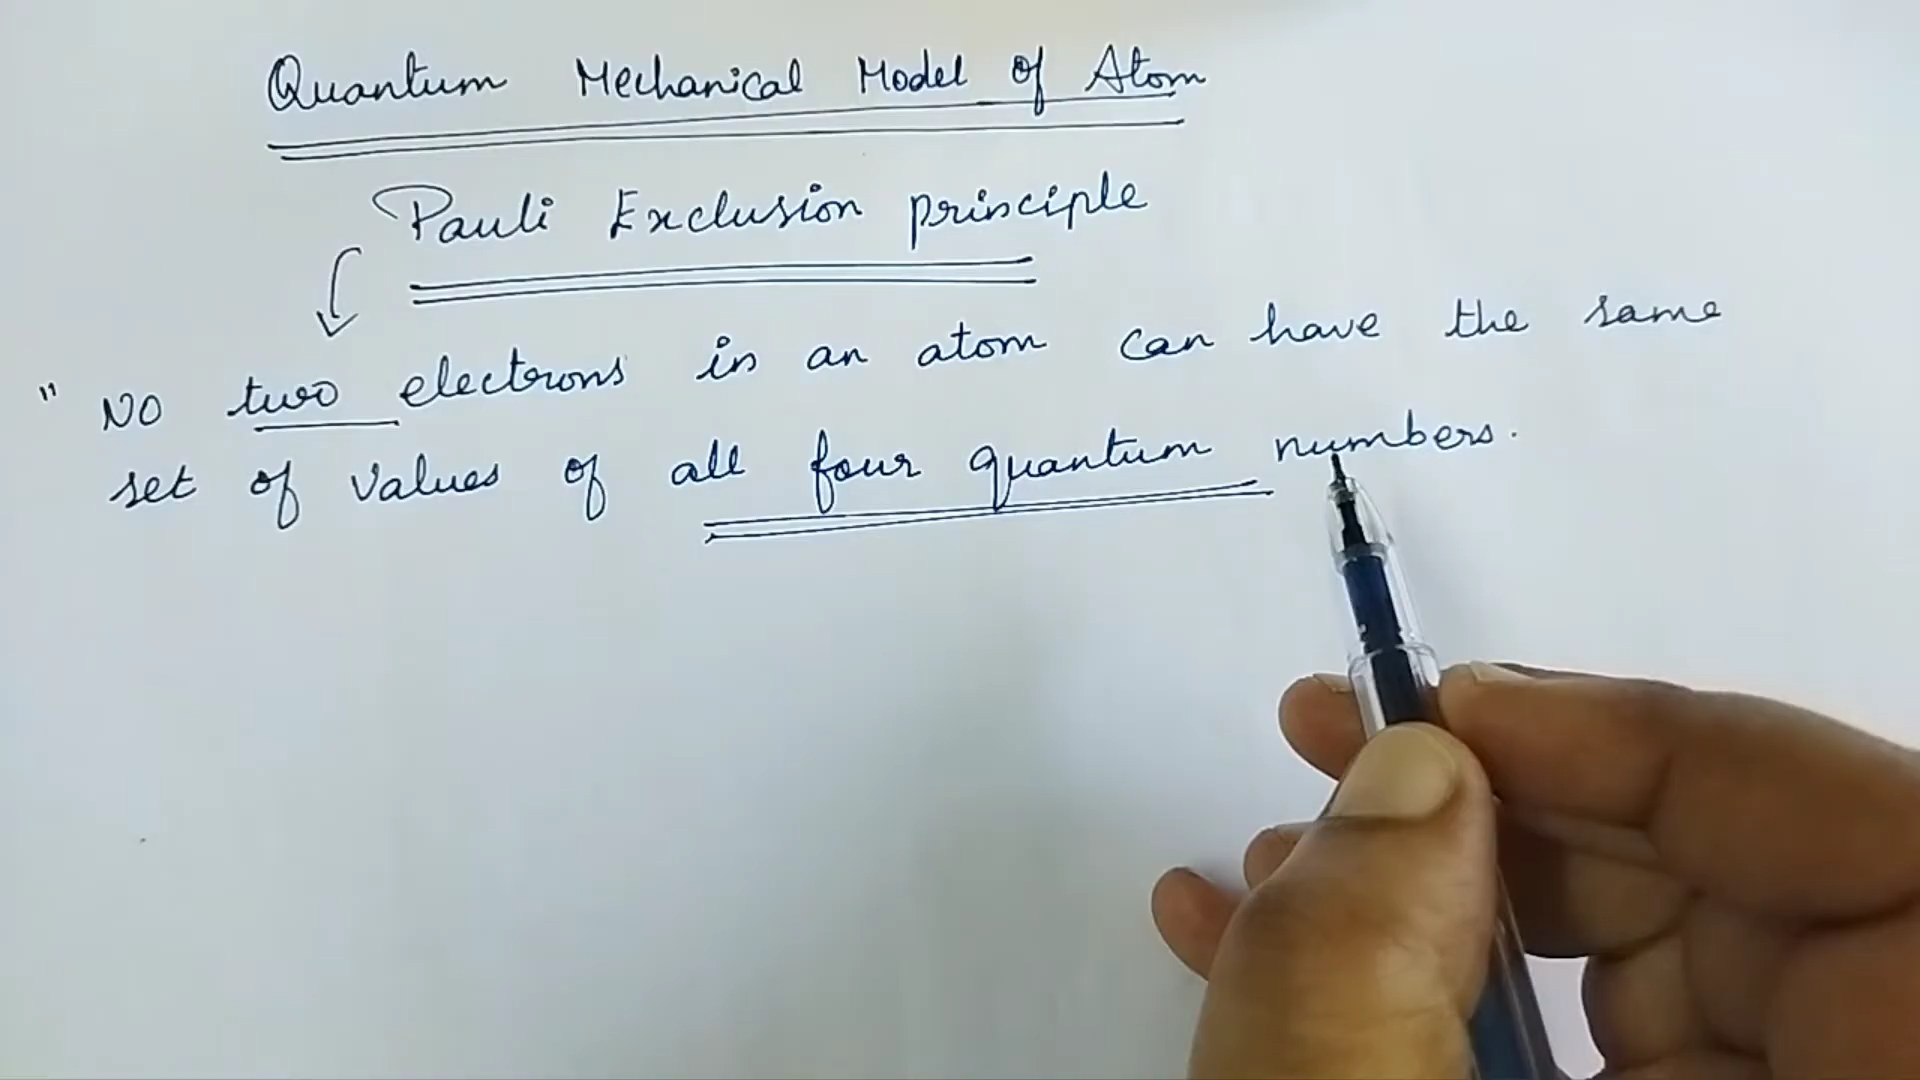 Quantum Mechanical Model of Atom
Pauli Exclusion principle
" NO two electrons in an atom can have the same
set of values of all four quantum numbers.